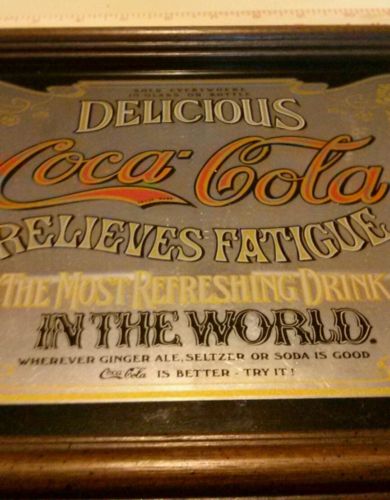 SOLD EVERYWHERE
IN GLASS OR BOTTLE
DELICIOUS
Coca-Cola
RELIEVES FATIGUE
THE MOST REFRESHING DRINK
IN THE WORLD.
WHEREVER GINGER ALE, SELTZER OR SODA IS GOOD
Coca-Cola IS BETTER - TRY IT!